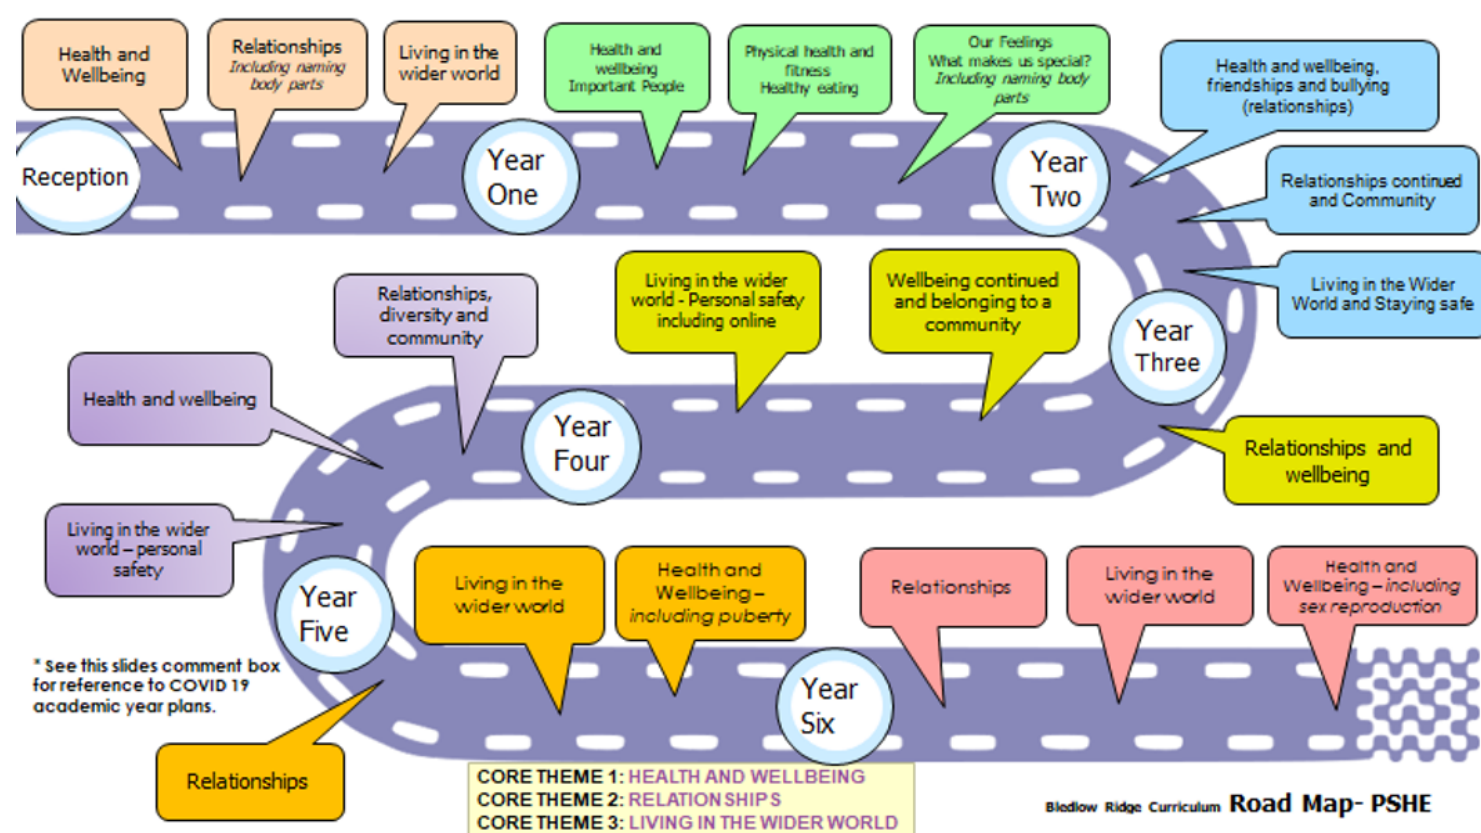 Reception
Health and
Wellbeing
Relationships
Including naming
body parts
Living in the
wider world
Year
One
Health and
wellbeing
Important People
Physical health and
fitness
Healthy eating
Our Feelings
What makes us special?
Including naming body
parts
Year
Two
Health and wellbeing,
friendships and bullying
(relationships)
Relationships continued
and Community
Living in the Wider
World and Staying safe
Year
Three
Relationships and
wellbeing
Wellbeing continued
and belonging to a
community
Living in the wider
world - Personal safety
including online
Year
Four
Relationships,
diversity and
community
Health and wellbeing
Living in the wider
world – personal
safety
Year
Five
Relationships
Living in the
wider world
Health and
Wellbeing –
including puberty
Year
Six
Relationships
Living in the
wider world
Health and
Wellbeing – including
sex reproduction
* See this slides comment box
for reference to COVID 19
academic year plans.
CORE THEME 1: HEALTH AND WELLBEING
CORE THEME 2: RELATIONSHIPS
CORE THEME 3: LIVING IN THE WIDER WORLD
Bledlow Ridge Curriculum Road Map- PSHE